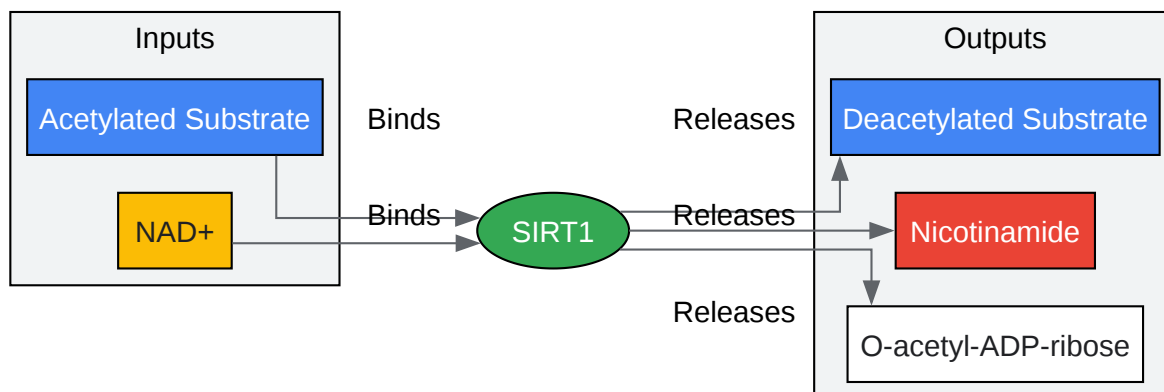 Inputs
Outputs
Acetylated Substrate
Binds
Releases
Deacetylated Substrate
NAD+
Binds
SIRT1
Releases
Nicotinamide
Releases
O-acetyl-ADP-ribose